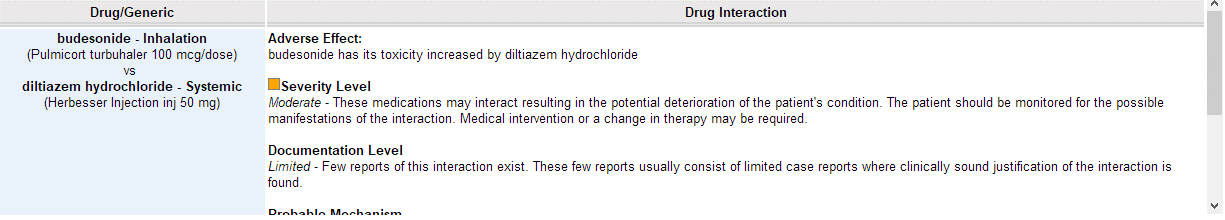 Drug/Generic
Drug Interaction
budesonide - Inhalation
(Pulmicort turbuhaler 100 mcg/dose)
vs
diltiazem hydrochloride - Systemic
(Herbesser Injection inj 50 mg)
Adverse Effect:
budesonide has its toxicity increased by diltiazem hydrochloride
Severity Level
Moderate - These medications may interact resulting in the potential deterioration of the patient's condition. The patient should be monitored for the possible
manifestations of the interaction. Medical intervention or a change in therapy may be required.
Documentation Level
Limited - Few reports of this interaction exist. These few reports usually consist of limited case reports where clinically sound justification of the interaction is
found.
Probable Mechanism